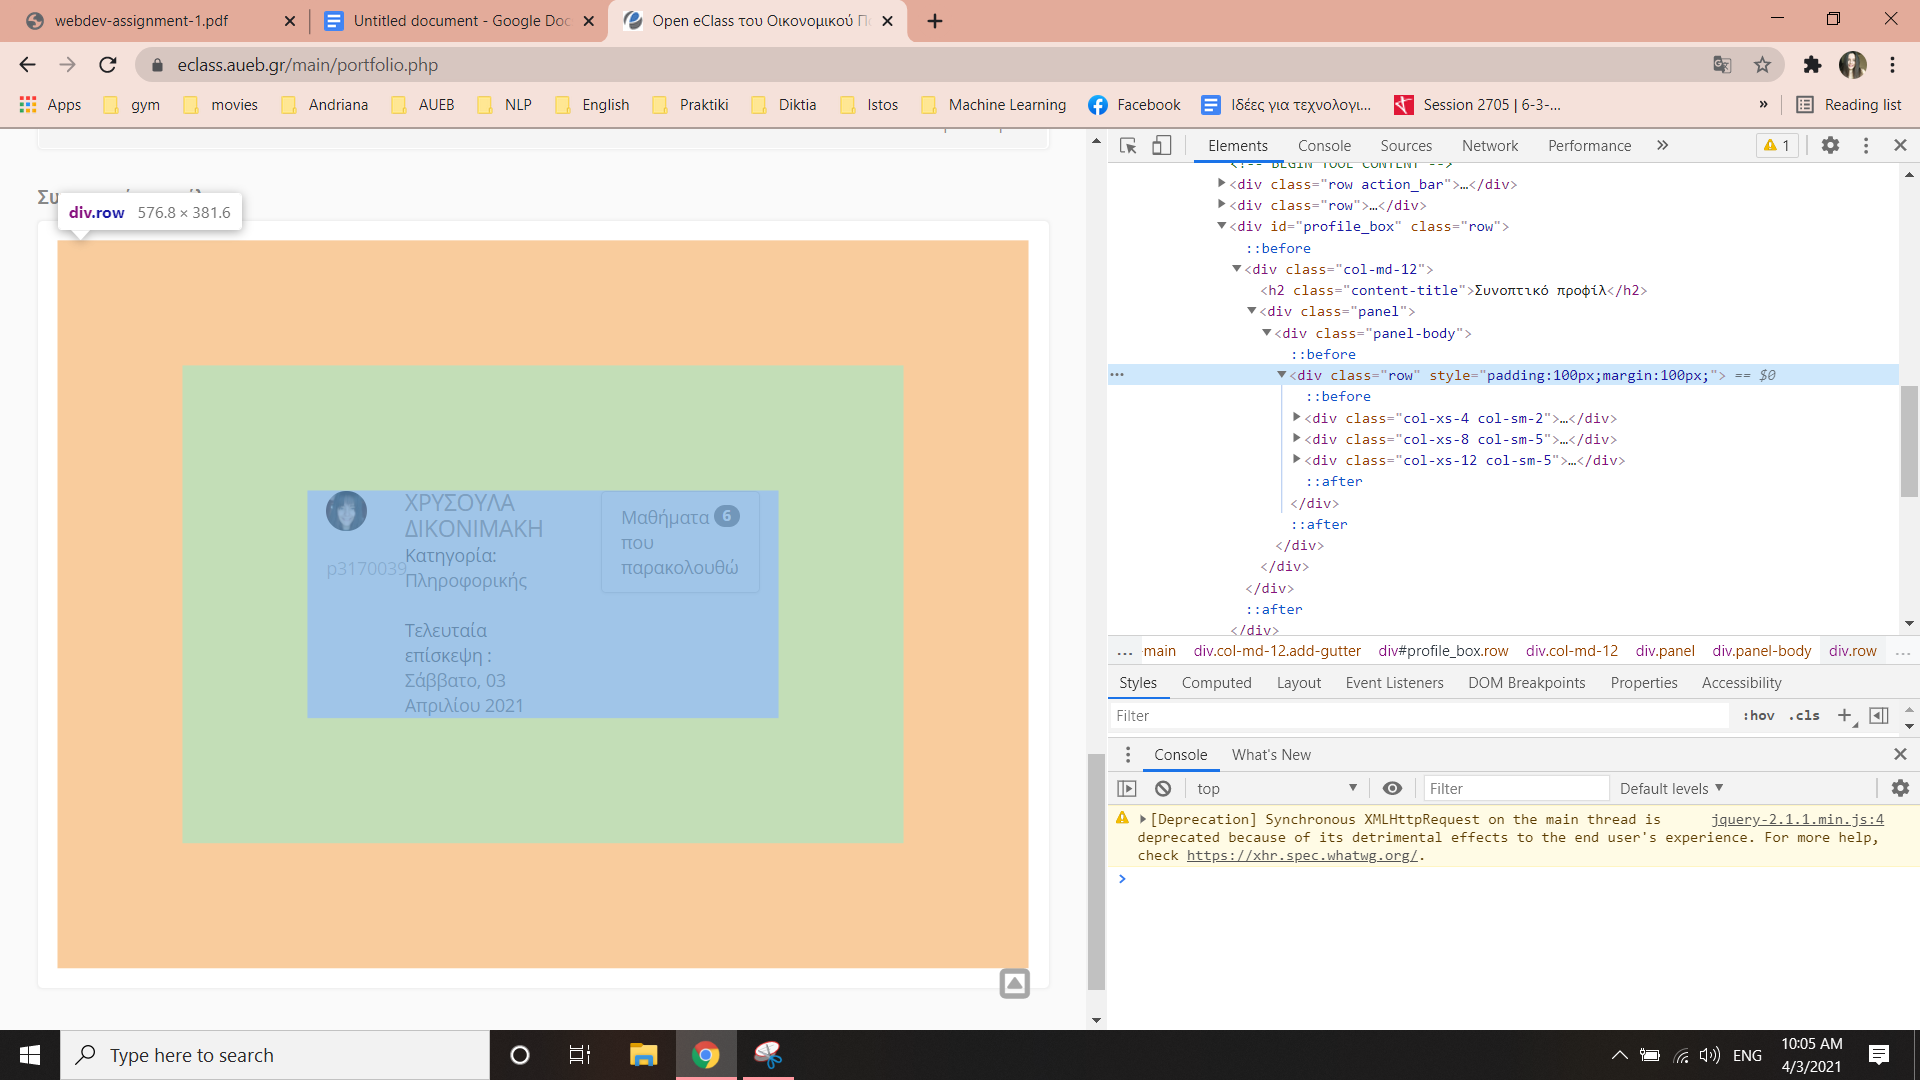 webdev-assignment-1.pdf
Untitled document - Google Doc
Open eClass του Οικονομικού Πα
eclass.aueb.gr/main/portfolio.php
Apps gym movies Andriana AUEB NLP English Praktiki Diktia Istos Machine Learning Facebook Ιδέες για τεχνολογι... Session 2705 | 6-3-... » Reading list
div.row 576.8 × 381.6
ΧΡΥΣΟΥΛΑ
ΔΙΚΟΝΙΜΑΚΗ
Κατηγορία:
p3170039
Πληροφορικής
Τελευταία
επίσκεψη :
Σάββατο, 03
Απριλίου 2021
Μαθήματα 6
που
παρακολουθώ
Elements Console Sources Network Performance » 1
<!-- BEGIN TOOL CONTENT -->
<div class="row action_bar">…</div>
<div class="row">…</div>
<div id="profile_box" class="row">
::before
<div class="col-md-12">
<h2 class="content-title">Συνοπτικό προφίλ</h2>
<div class="panel">
<div class="panel-body">
::before
<div class="row" style="padding:100px;margin:100px;"> == $0
::before
<div class="col-xs-4 col-sm-2">…</div>
<div class="col-xs-8 col-sm-5">…</div>
<div class="col-xs-12 col-sm-5">…</div>
::after
</div>
::after
</div>
</div>
</div>
::after
</div>
... -main div.col-md-12.add-gutter div#profile_box.row div.col-md-12 div.panel div.panel-body div.row ...
Styles Computed Layout Event Listeners DOM Breakpoints Properties Accessibility
Filter :hov .cls +
Console What's New
top Filter Default levels
[Deprecation] Synchronous XMLHttpRequest on the main thread is jquery-2.1.1.min.js:4
deprecated because of its detrimental effects to the end user's experience. For more help,
check https://xhr.spec.whatwg.org/.
>
Type here to search
ENG
10:05 AM
4/3/2021